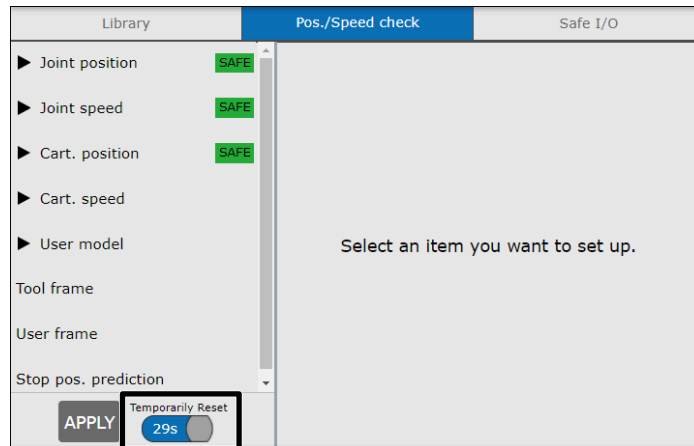 Library
Pos./Speed check
Safe I/O
Joint position SAFE
Joint speed SAFE
Cart. position SAFE
Cart. speed
User model
Tool frame
User frame
Stop pos. prediction
APPLY
Temporarily Reset
29s
Select an item you want to set up.